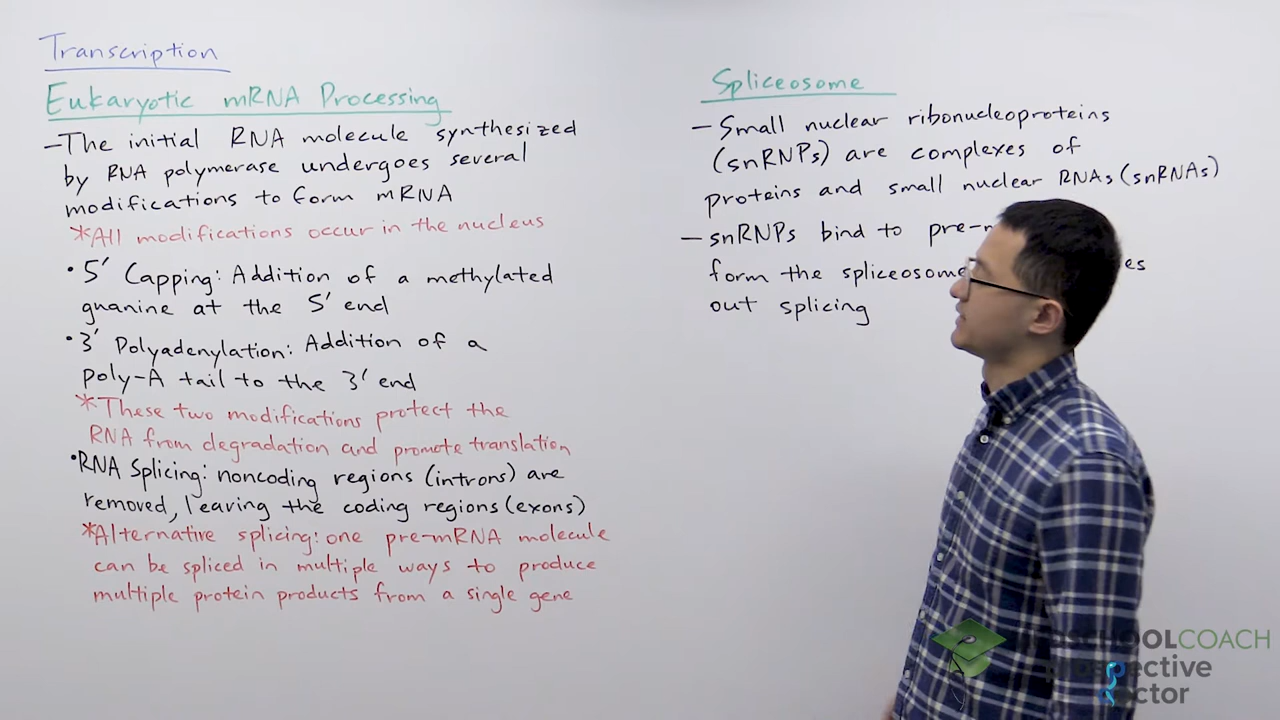 Transcription
Eukaryotic mRNA Processing
-The initial RNA molecule synthesized
by RNA polymerase undergoes several
modifications to form mRNA
*All modifications occur in the nucleus
• 5' Capping: Addition of a methylated
guanine at the 5' end
• 3' Polyadenylation: Addition of a
poly-A tail to the 3' end
*These two modifications protect the
RNA from degradation and promote translation
• RNA Splicing: noncoding regions (introns) are
removed, leaving the coding regions (exons)
*Alternative splicing: one pre-mRNA molecule
can be spliced in multiple ways to produce
multiple protein products from a single gene
Spliceosome
- Small nuclear ribonucleoproteins
(snRNPs) are complexes of
proteins and small nuclear RNAs (snRNAs)
- snRNPs bind to pre-
form the spliceosome
out splicing
SCHOOLCOACH
prospective
doctor